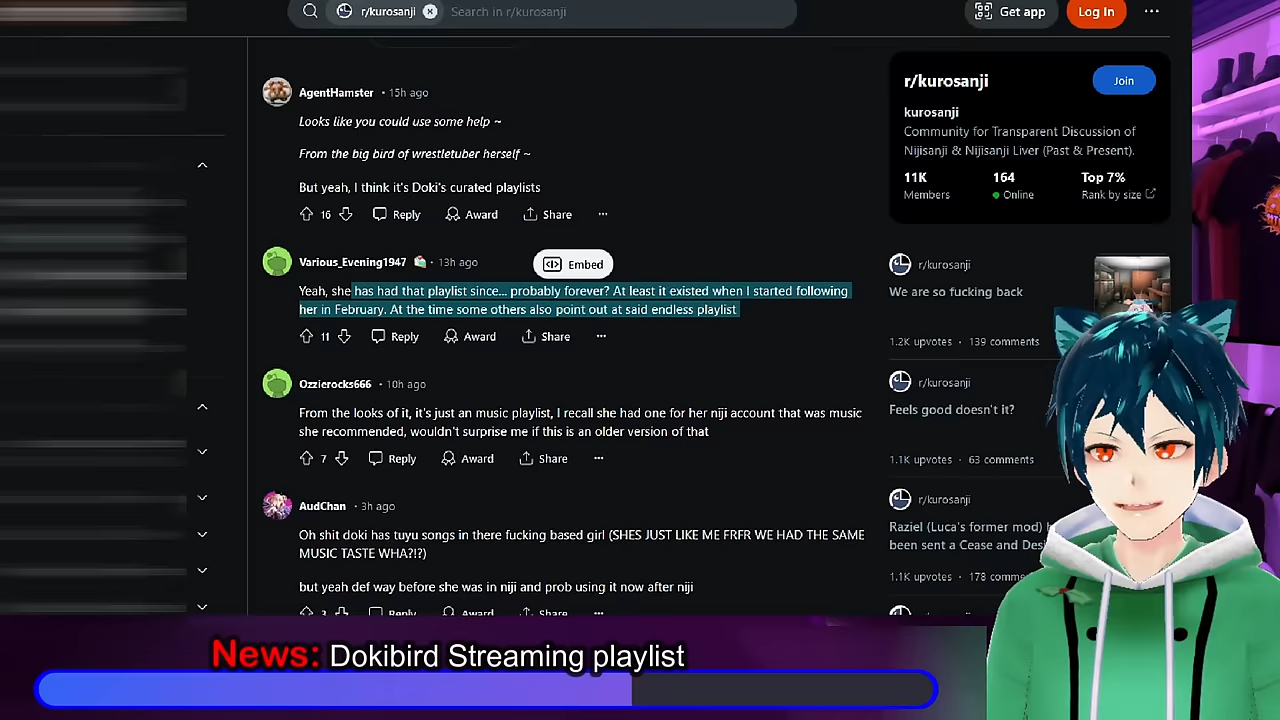 r/kurosanji
Search in r/kurosanji
Get app
Log In
AgentHamster • 15h ago
Looks like you could use some help ~
From the big bird of wrestletuber herself ~
But yeah, I think it's Doki's curated playlists
16 Reply Award Share
Various_Evening1947 • 13h ago
Embed
Yeah, she has had that playlist since... probably forever? At least it existed when I started following
her in February. At the time some others also point out at said endless playlist
11 Reply Award Share
Ozzierocks666 • 10h ago
From the looks of it, it's just an music playlist, I recall she had one for her niji account that was music
she recommended, wouldn't surprise me if this is an older version of that
7 Reply Award Share
AudChan • 3h ago
Oh shit doki has tuyu songs in there fucking based girl (SHES JUST LIKE ME FRFR WE HAD THE SAME
MUSIC TASTE WHA?!?)
but yeah def way before she was in niji and prob using it now after niji
3 Reply Award Share
r/kurosanji
Join
kurosanji
Community for Transparent Discussion of
Nijisanji & Nijisanji Liver (Past & Present).
11K 164 Top 7%
Members Online Rank by size
r/kurosanji
We are so fucking back
1.2K upvotes • 139 comments
r/kurosanji
Feels good doesn't it?
1.1K upvotes • 63 comments
r/kurosanji
Raziel (Luca's former mod)
been sent a Cease and
1.1K upvotes • 178
News: Dokibird Streaming playlist